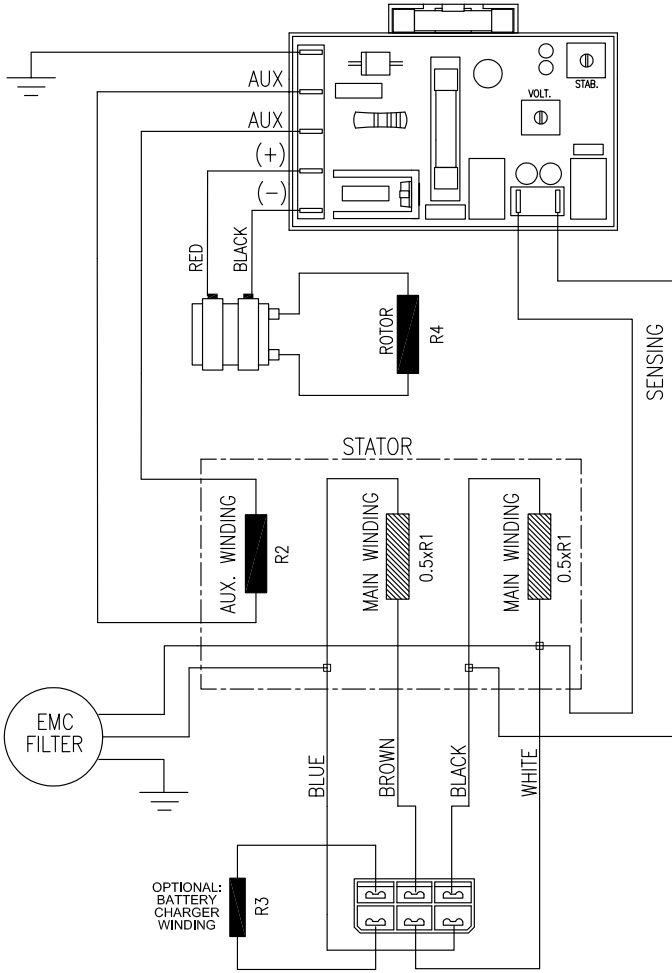 STAB.
VOLT.
AUX
AUX
(+)
(-)
RED
BLACK
ROTOR
R4
SENSING
STATOR
AUX. WINDING
R2
MAIN WINDING
0.5xR1
MAIN WINDING
0.5xR1
EMC
FILTER
BLUE
BROWN
BLACK
WHITE
OPTIONAL:
BATTERY
CHARGER
WINDING
R3